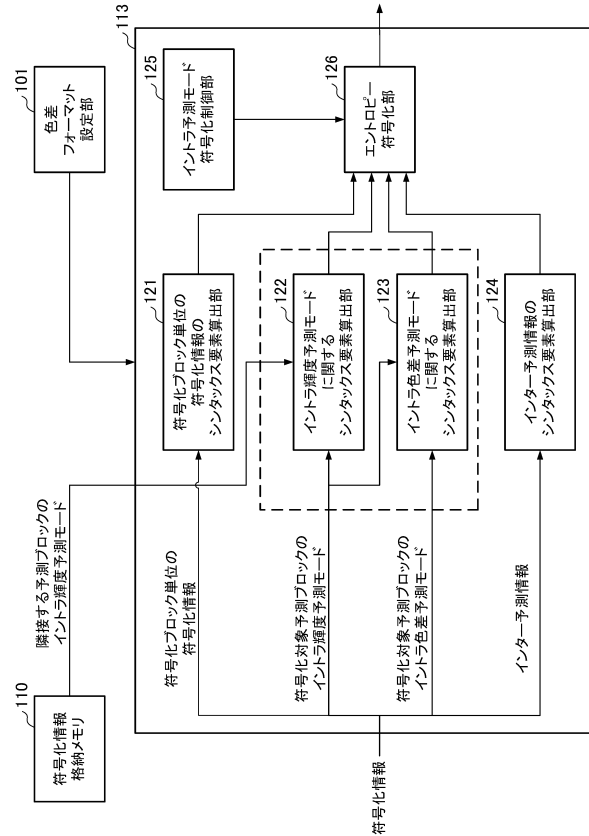 110
符号化情報
格納メモリ
101
色差
フォーマット
設定部
113
隣接する予測ブロックの
イントラ輝度予測モード
符号化情報
符号化ブロック単位の
符号化情報
符号化対象予測ブロックの
イントラ輝度予測モード
符号化対象予測ブロックの
イントラ色差予測モード
インター予測情報
121
符号化ブロック単位の
符号化情報の
シンタックス要素算出部
122
イントラ輝度予測モード
に関する
シンタックス要素算出部
123
イントラ色差予測モード
に関する
シンタックス要素算出部
124
インター予測情報の
シンタックス要素算出部
125
イントラ予測モード
符号化制御部
126
エントロピー
符号化部